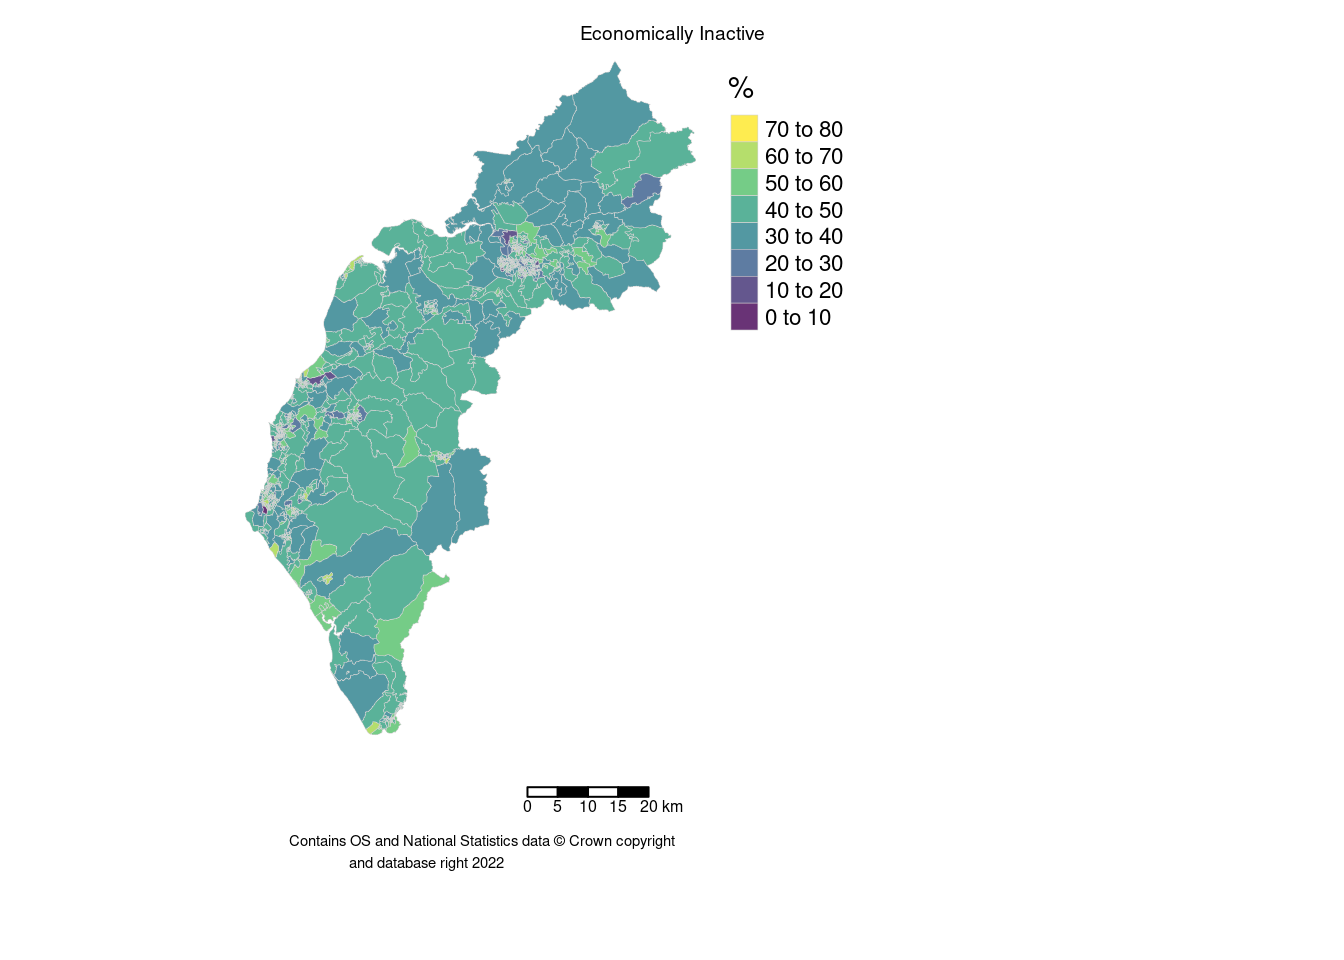 Economically Inactive
%
70 to 80
60 to 70
50 to 60
40 to 50
30 to 40
20 to 30
10 to 20
0 to 10
0 5 10 15 20 km
Contains OS and National Statistics data © Crown copyright
and database right 2022